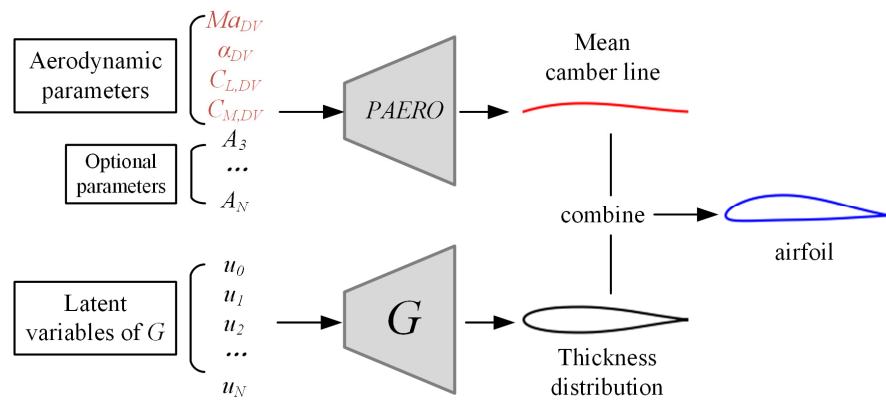 Aerodynamic
parameters
Ma_DV
α_DV
C_L,DV
C_M,DV
Optional
parameters
A_3
...
A_N
PAERO
Mean
camber line
combine
airfoil
Latent
variables of G
u_0
u_1
u_2
...
u_N
G
Thickness
distribution